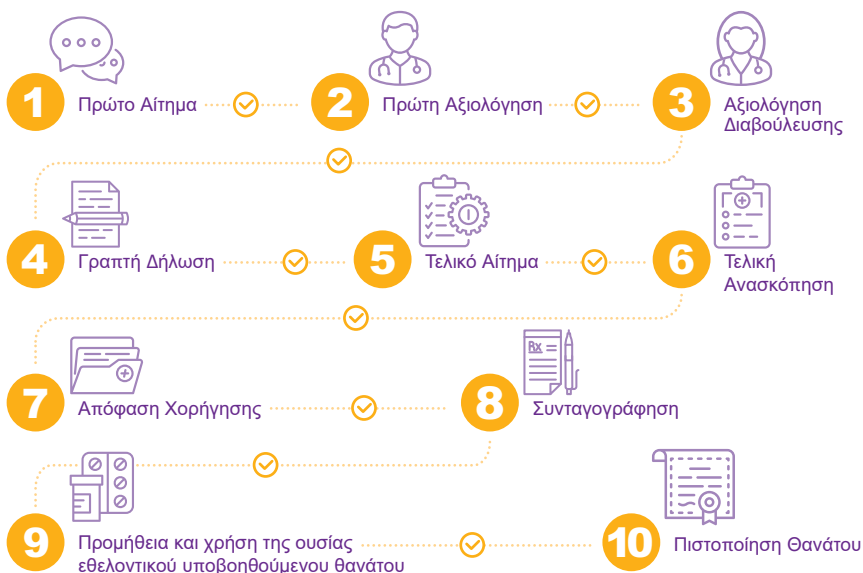 1 Πρώτο Αίτημα
2 Πρώτη Αξιολόγηση
3 Αξιολόγηση
Διαβούλευσης
4 Γραπτή Δήλωση
5 Τελικό Αίτημα
6 Τελική
Ανασκόπηση
7 Απόφαση Χορήγησης
Rx
8 Συνταγογράφηση
9 Προμήθεια και χρήση της ουσίας
εθελοντικού υποβοηθούμενου θανάτου
10 Πιστοποίηση Θανάτου